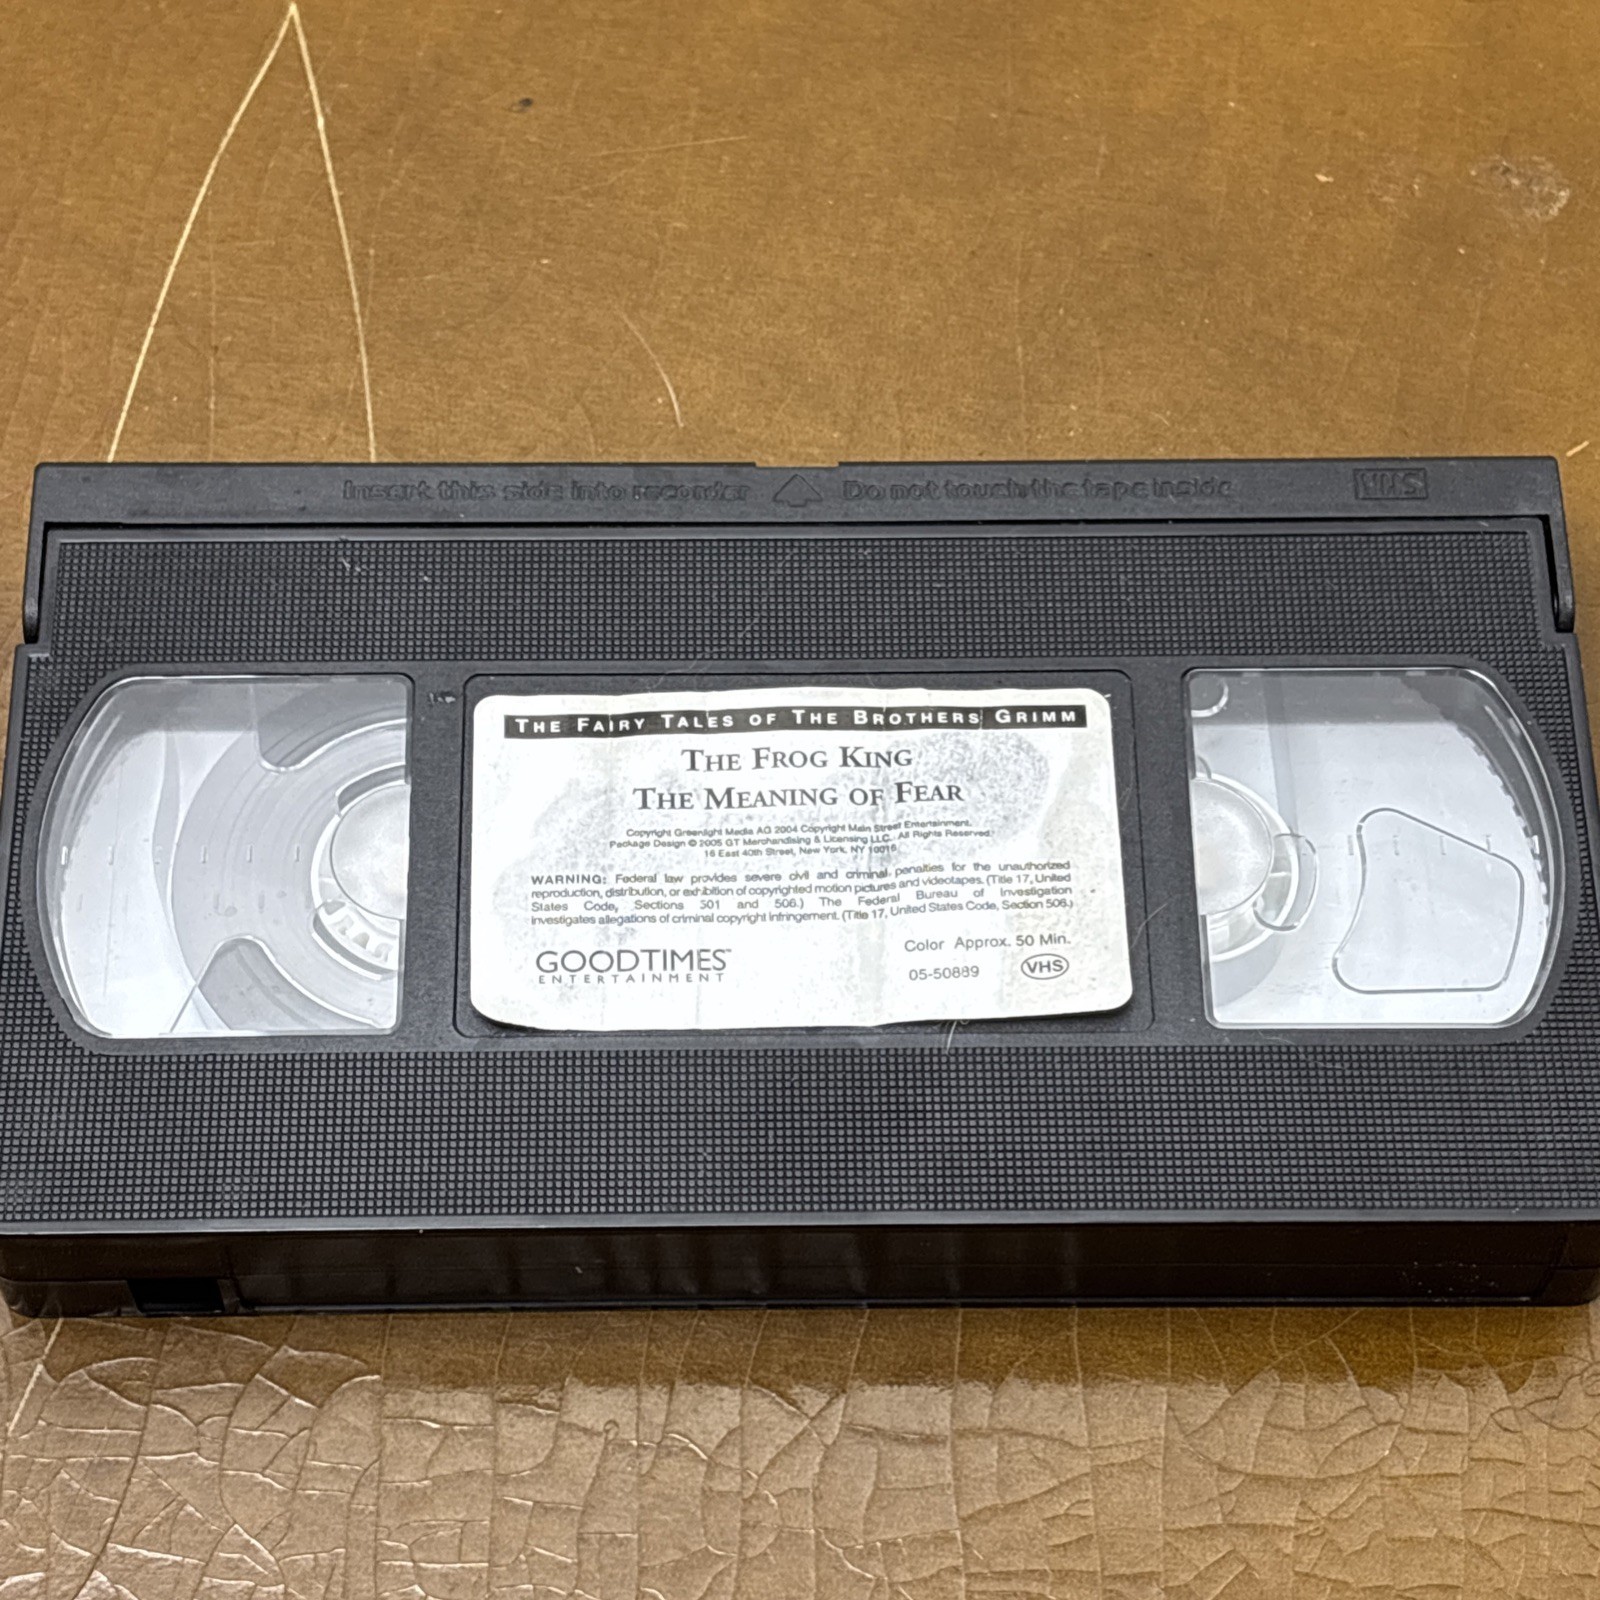 Insert this side into recorder Do not touch the tape inside VHS
THE FAIRY TALES OF THE BROTHERS GRIMM
THE FROG KING
THE MEANING OF FEAR
Copyright Greenlight Media AG 2004 Copyright Main Street Entertainment.
Package Design © 2005 GT Merchandising & Licensing LLC. All Rights Reserved.
16 East 40th Street, New York, NY 10016
WARNING: Federal law provides severe civil and criminal penalties for the unauthorized
reproduction, distribution, or exhibition of copyrighted motion pictures and videotapes. (Title 17, United
States Code, Sections 501 and 506.) The Federal Bureau of Investigation
investigates allegations of criminal copyright infringement. (Title 17, United States Code, Section 506.)
GOODTIMES™
ENTERTAINMENT
Color Approx. 50 Min.
05-50889 VHS